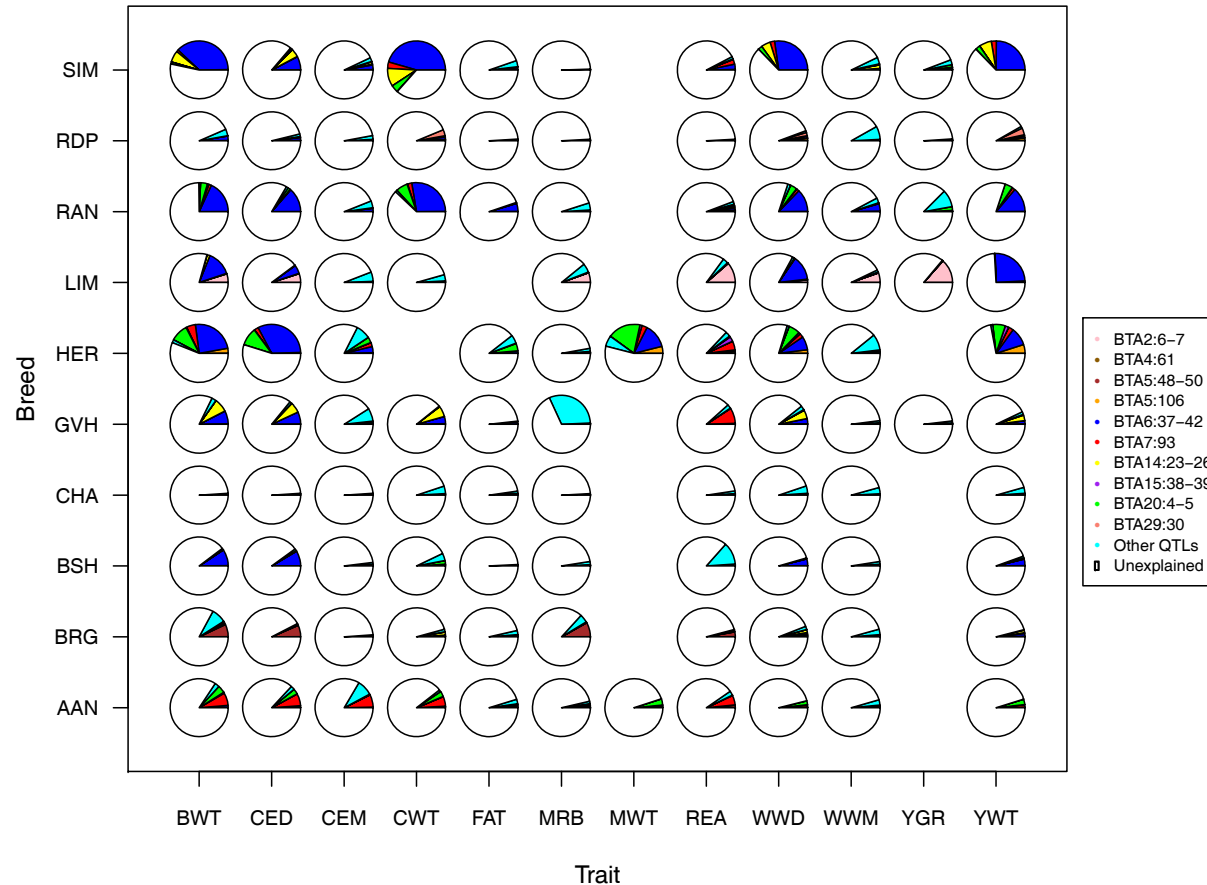 SIM
RDP
RAN
LIM
HER
GVH
CHA
BSH
BRG
AAN
Breed
BWT CED CEM CWT FAT MRB MWT REA WWD WWM YGR YWT
Trait
BTA2:6−7
BTA4:61
BTA5:48−50
BTA5:106
BTA6:37−42
BTA7:93
BTA14:23−26
BTA15:38−39
BTA20:4−5
BTA29:30
Other QTLs
Unexplained